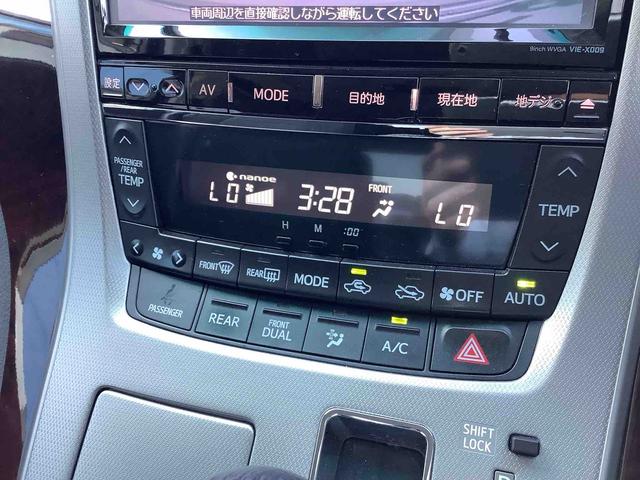 車両周辺を直接確認しながら運転してください
9inch WVGA VIE-X009
設定 AV MODE 目的地 現在地 地デジ
PASSENGER/REAR TEMP
nanoe
LO 3:28 FRONT LO
TEMP
H M :00
FRONT REAR MODE OFF AUTO
PASSENGER REAR FRONT DUAL A/C
SHIFT LOCK